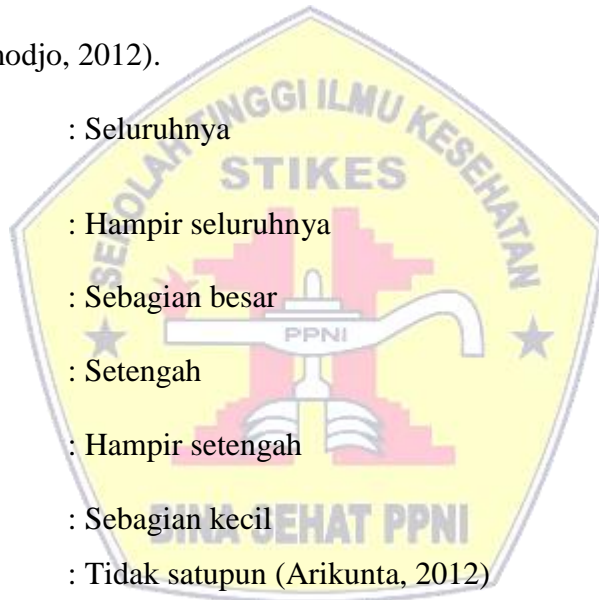 nodjo, 2012).
: Seluruhnya
: Hampir seluruhnya
: Sebagian besar
: Setengah
: Hampir setengah
: Sebagian kecil
: Tidak satupun (Arikunta, 2012)
SEKOLAH TINGGI ILMU KESEHATAN
STIKES
PPNI
BINA SEHAT PPNI